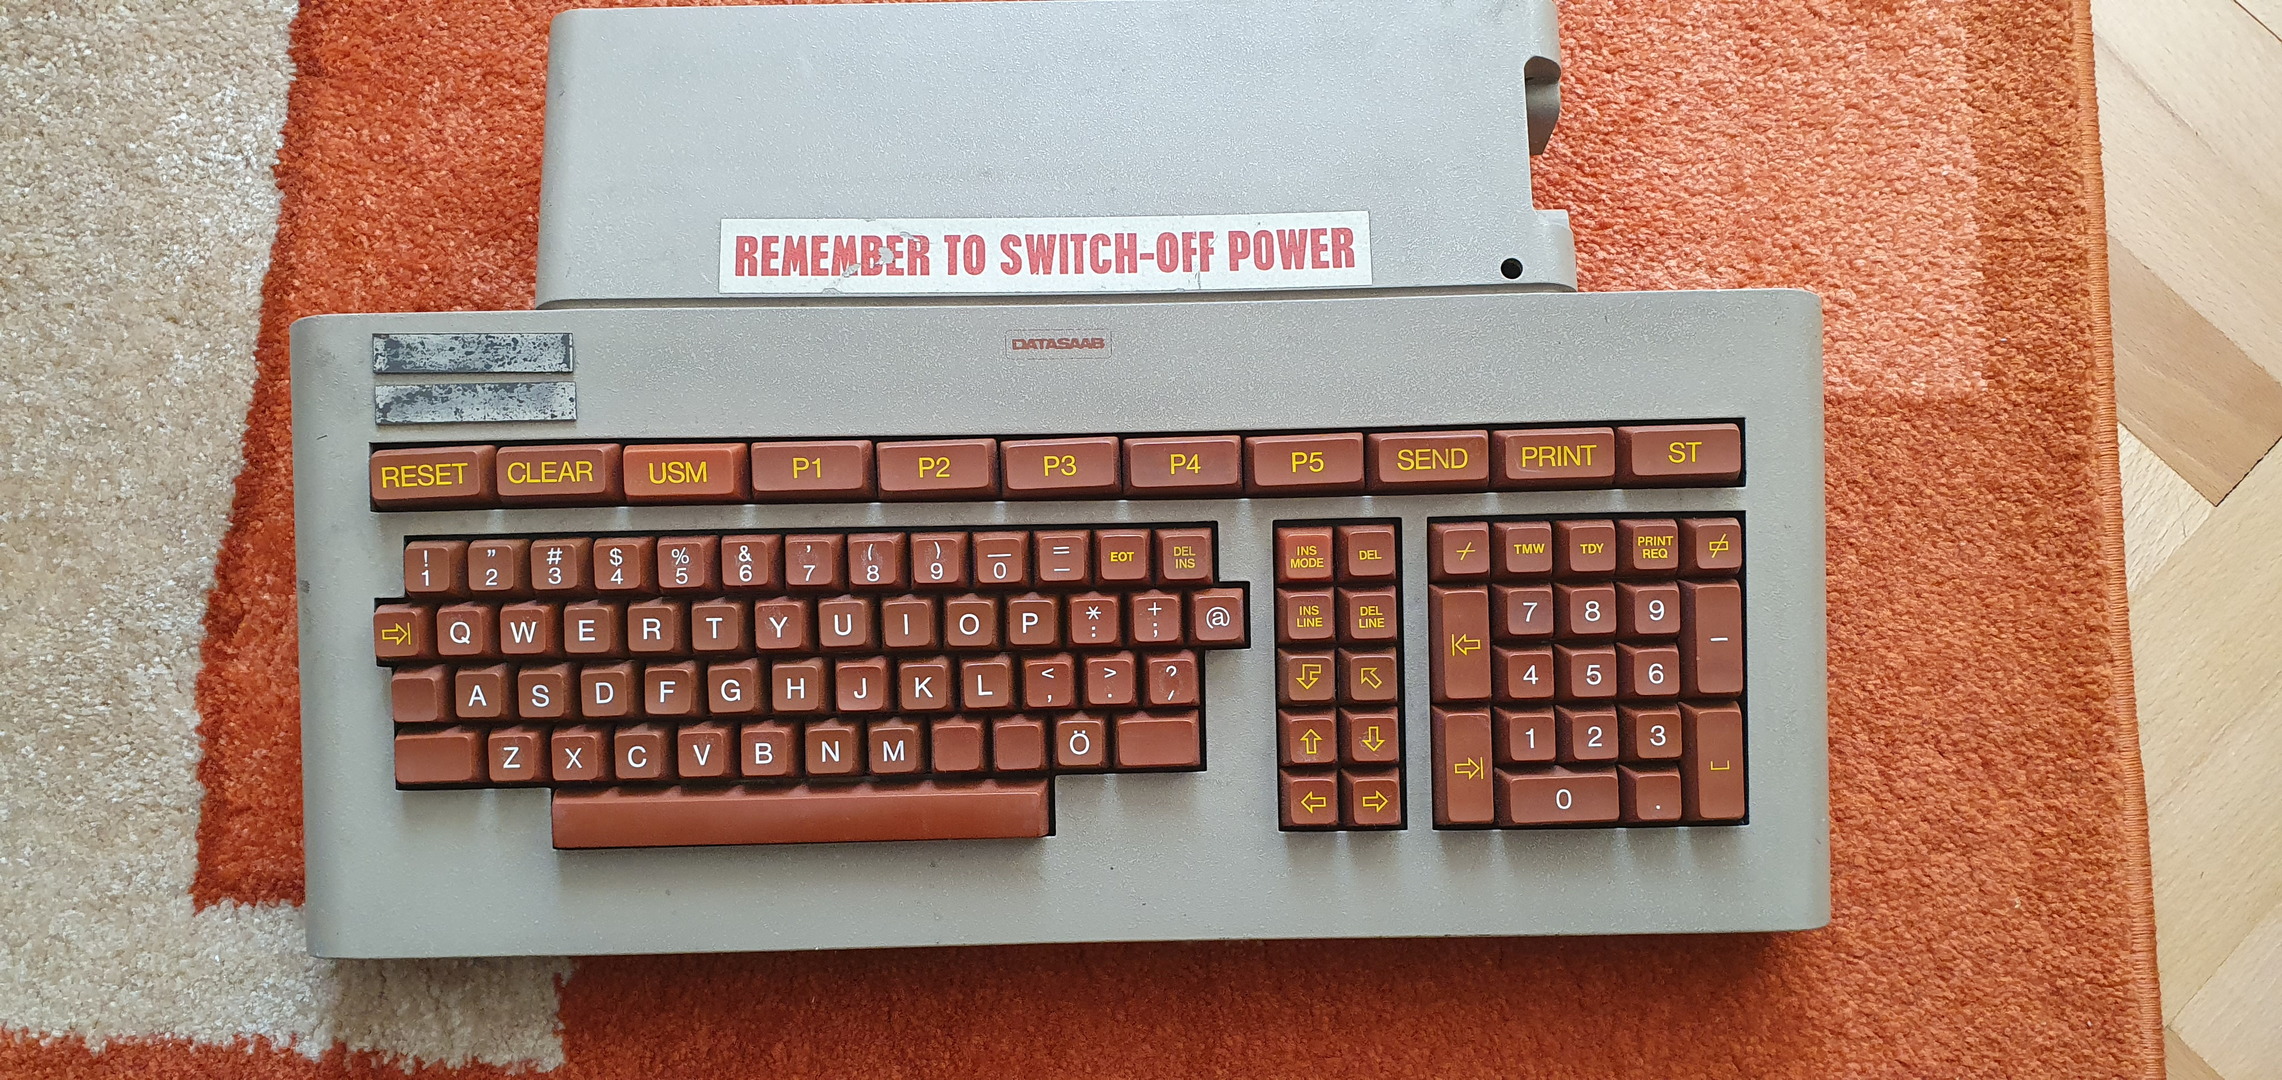 REMEMBER TO SWITCH-OFF POWER
DATASAAB
RESET CLEAR USM P1 P2 P3 P4 P5 SEND PRINT ST
! " # $ % & ' ( ) — =
1 2 3 4 5 6 7 8 9 0 – EOT DEL INS
Q W E R T Y U I O P * : + ; @
A S D F G H J K L < , > . ? /
Z X C V B N M Ö
INS MODE DEL
INS LINE DEL LINE
TMW TDY PRINT REQ
7 8 9 –
4 5 6
1 2 3
0 .